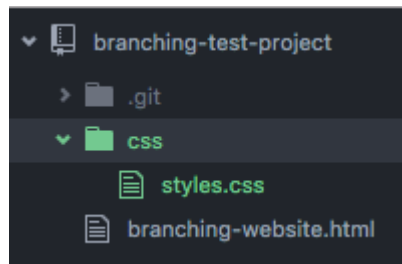 branching-test-project
.git
css
styles.css
branching-website.html